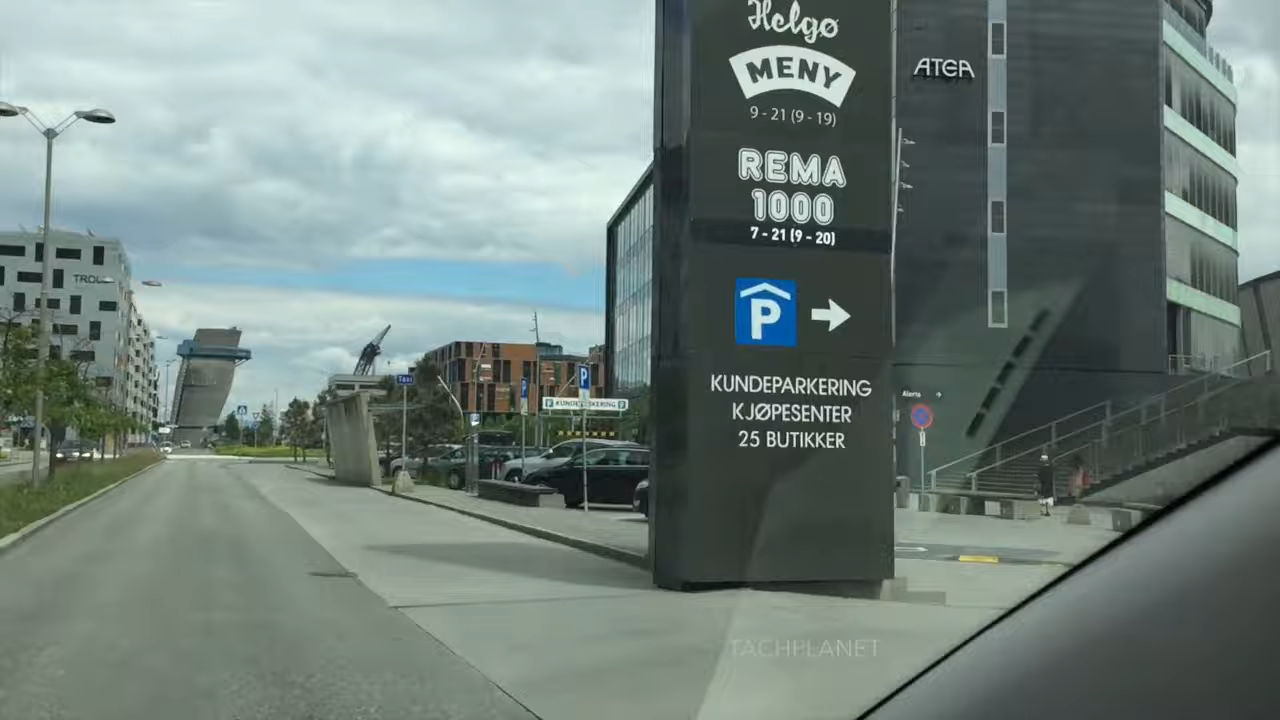 Helgø
MENY
9 - 21 (9 - 19)
REMA
1000
7 - 21 (9 - 20)
P
KUNDEPARKERING
KJØPESENTER
25 BUTIKKER
ATEA
TROLL
Taxi
P
P
P KUNDEPARKERING P
TACHPLANET